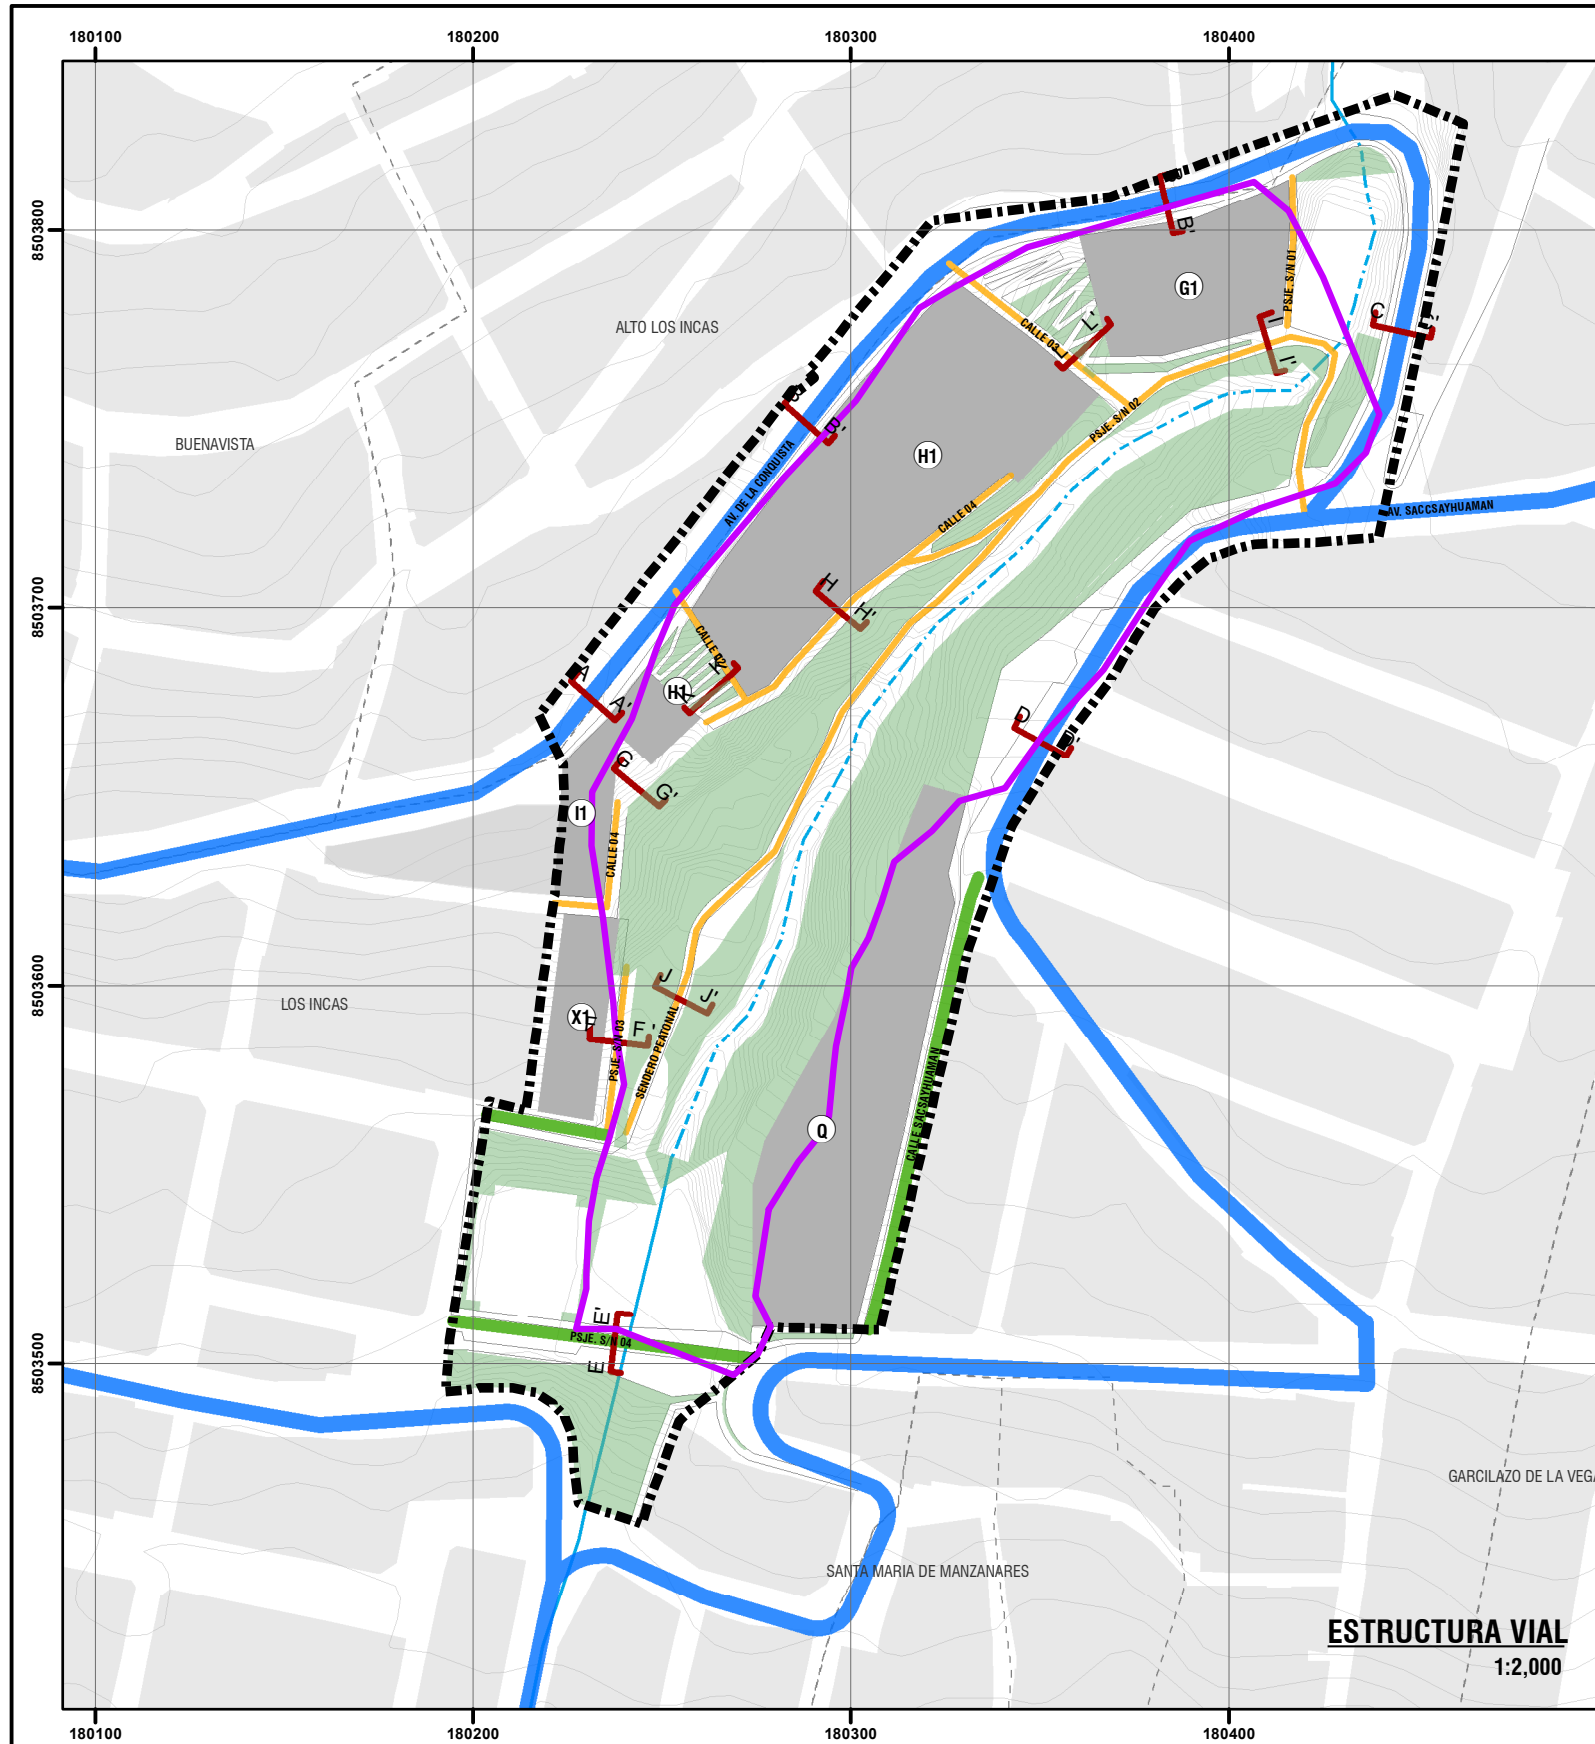 180100
180200
180300
180400
8503800
8503700
8503600
8503500
ALTO LOS INCAS
BUENAVISTA
LOS INCAS
SANTA MARIA DE MANZANARES
GARCILAZO DE LA VEGA
B'
G1
PSJE. S/N 01
C
I
I'
L'
L
CALLE 03
PSJE. S/N 02
B'
AV. DE LA CONQUISTA
H1
CALLE 04
AV. SACCSAYHUAMAN
H
H'
CALLE 02
K
H1
A
A'
D
D'
G
G'
I1
CALLE 04
J
J'
X1
F
F'
PSJE. S/N 03
SENDERO PEATONAL
CALLE SACSAYHUAMAN
Q
E'
PSJE. S/N 04
E
ESTRUCTURA VIAL
1:2,000
180100
180200
180300
180400